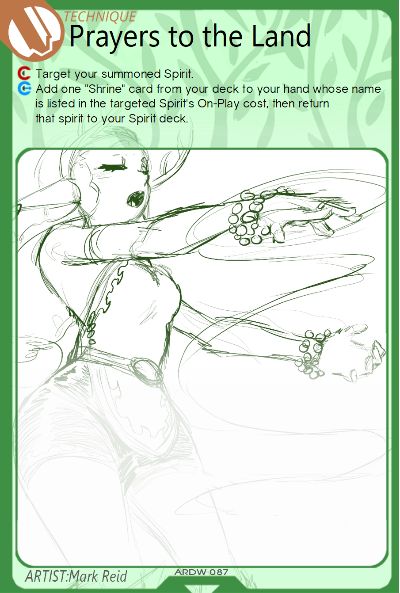 TECHNIQUE
Prayers to the Land
C Target your summoned Spirit.
C Add one "Shrine" card from your deck to your hand whose name
is listed in the targeted Spirit's On-Play cost, then return
that spirit to your Spirit deck.
ARTIST:Mark Reid
ARDW 087